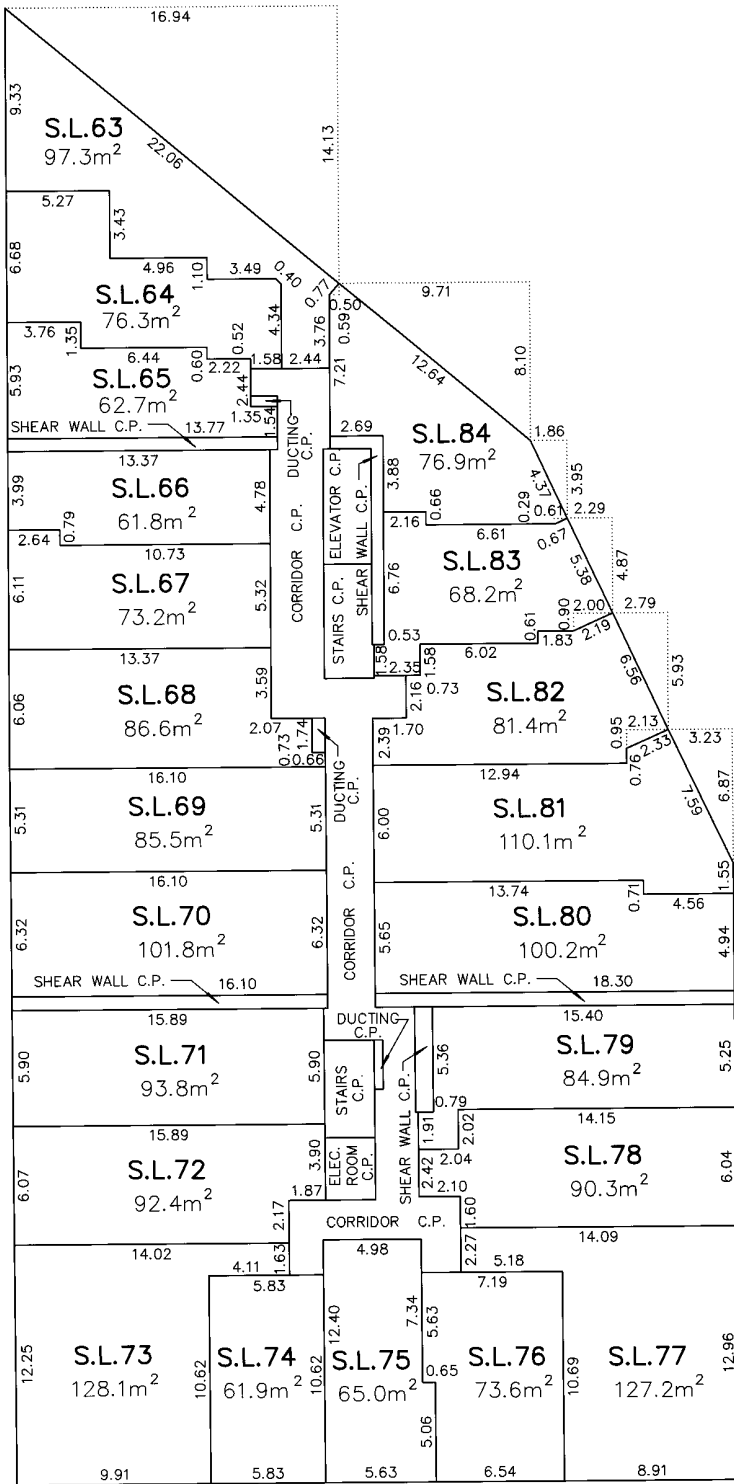 16.94
9.33
S.L.63
97.3m²
22.06
14.13
5.27
3.43
6.68
4.96
1.10
3.49
0.40
0.77
0.50
9.71
S.L.64
76.3m²
4.34
3.76
0.59
3.76
1.35
6.44
0.60
0.52
2.22
1.58
2.44
7.21
12.64
8.10
5.93
S.L.65
62.7m²
2.44
1.35
1.54
SHEAR WALL C.P.
13.77
DUCTING C.P.
2.69
S.L.84
76.9m²
1.86
3.95
4.37
13.37
3.99
S.L.66
61.8m²
4.78
ELEVATOR C.P.
SHEAR WALL C.P.
3.88
0.66
0.29
0.61
2.29
2.64
0.79
10.73
CORRIDOR C.P.
2.16
6.61
0.67
5.38
4.87
6.11
S.L.67
73.2m²
5.32
STAIRS C.P.
6.76
S.L.83
68.2m²
0.61
0.90
2.00
2.79
13.37
0.53
1.58
2.35
1.58
6.02
1.83
2.19
6.06
S.L.68
86.6m²
3.59
2.16
0.73
S.L.82
81.4m²
6.56
5.93
2.07
1.74
0.73
0.66
DUCTING C.P.
1.70
2.39
0.95
2.13
3.23
2.33
0.76
16.10
12.94
5.31
S.L.69
85.5m²
5.31
6.00
S.L.81
110.1m²
7.59
6.87
1.55
16.10
CORRIDOR C.P.
13.74
0.71
4.56
6.32
S.L.70
101.8m²
6.32
5.65
S.L.80
100.2m²
4.94
SHEAR WALL C.P.
16.10
SHEAR WALL C.P.
18.30
15.89
DUCTING C.P.
15.40
5.90
S.L.71
93.8m²
5.90
STAIRS C.P.
SHEAR WALL C.P.
5.36
S.L.79
84.9m²
5.25
0.79
15.89
14.15
1.91
2.02
6.07
S.L.72
92.4m²
3.90
ELEC. ROOM C.P.
2.04
2.42
S.L.78
90.3m²
6.04
1.87
2.17
2.10
1.60
CORRIDOR C.P.
14.02
1.63
4.98
2.27
14.09
4.11
5.83
5.18
7.19
12.25
S.L.73
128.1m²
10.62
S.L.74
61.9m²
10.62
12.40
S.L.75
65.0m²
7.34
5.63
0.65
5.06
S.L.76
73.6m²
10.69
S.L.77
127.2m²
12.96
9.91
5.83
5.63
6.54
8.91